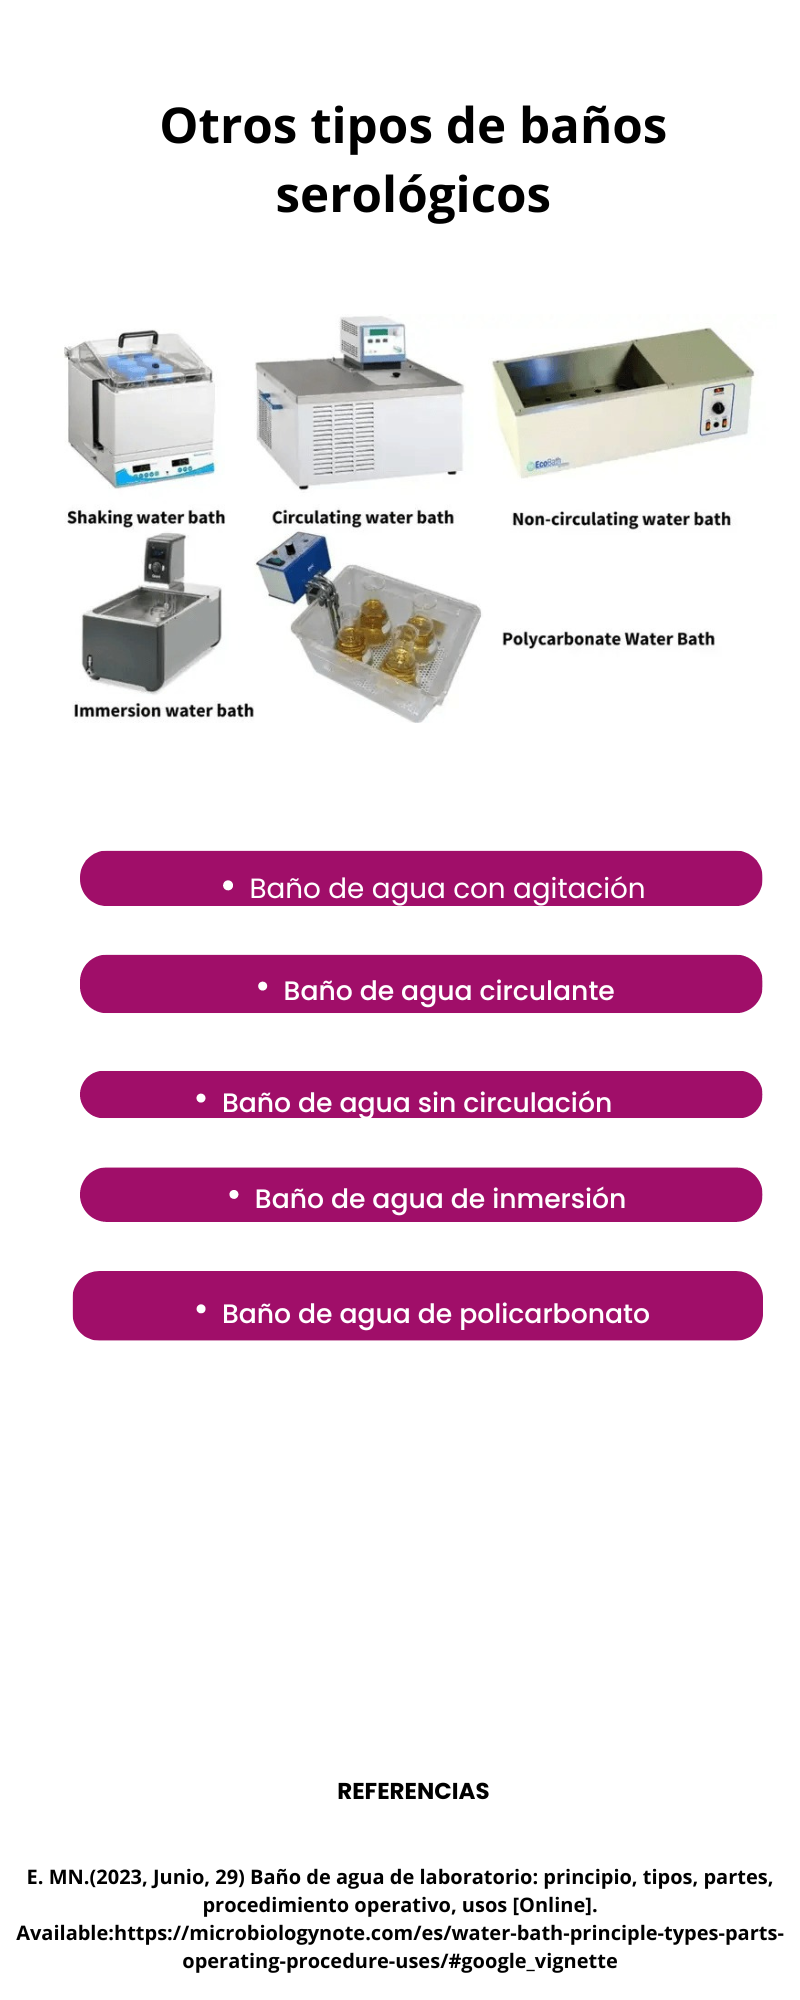 Otros tipos de baños
serológicos
EcoBath
Shaking water bath
Circulating water bath
Non-circulating water bath
Polycarbonate Water Bath
Immersion water bath
• Baño de agua con agitación
• Baño de agua circulante
• Baño de agua sin circulación
• Baño de agua de inmersión
• Baño de agua de policarbonato
REFERENCIAS
E. MN.(2023, Junio, 29) Baño de agua de laboratorio: principio, tipos, partes,
procedimiento operativo, usos [Online].
Available:https://microbiologynote.com/es/water-bath-principle-types-parts-
operating-procedure-uses/#google_vignette